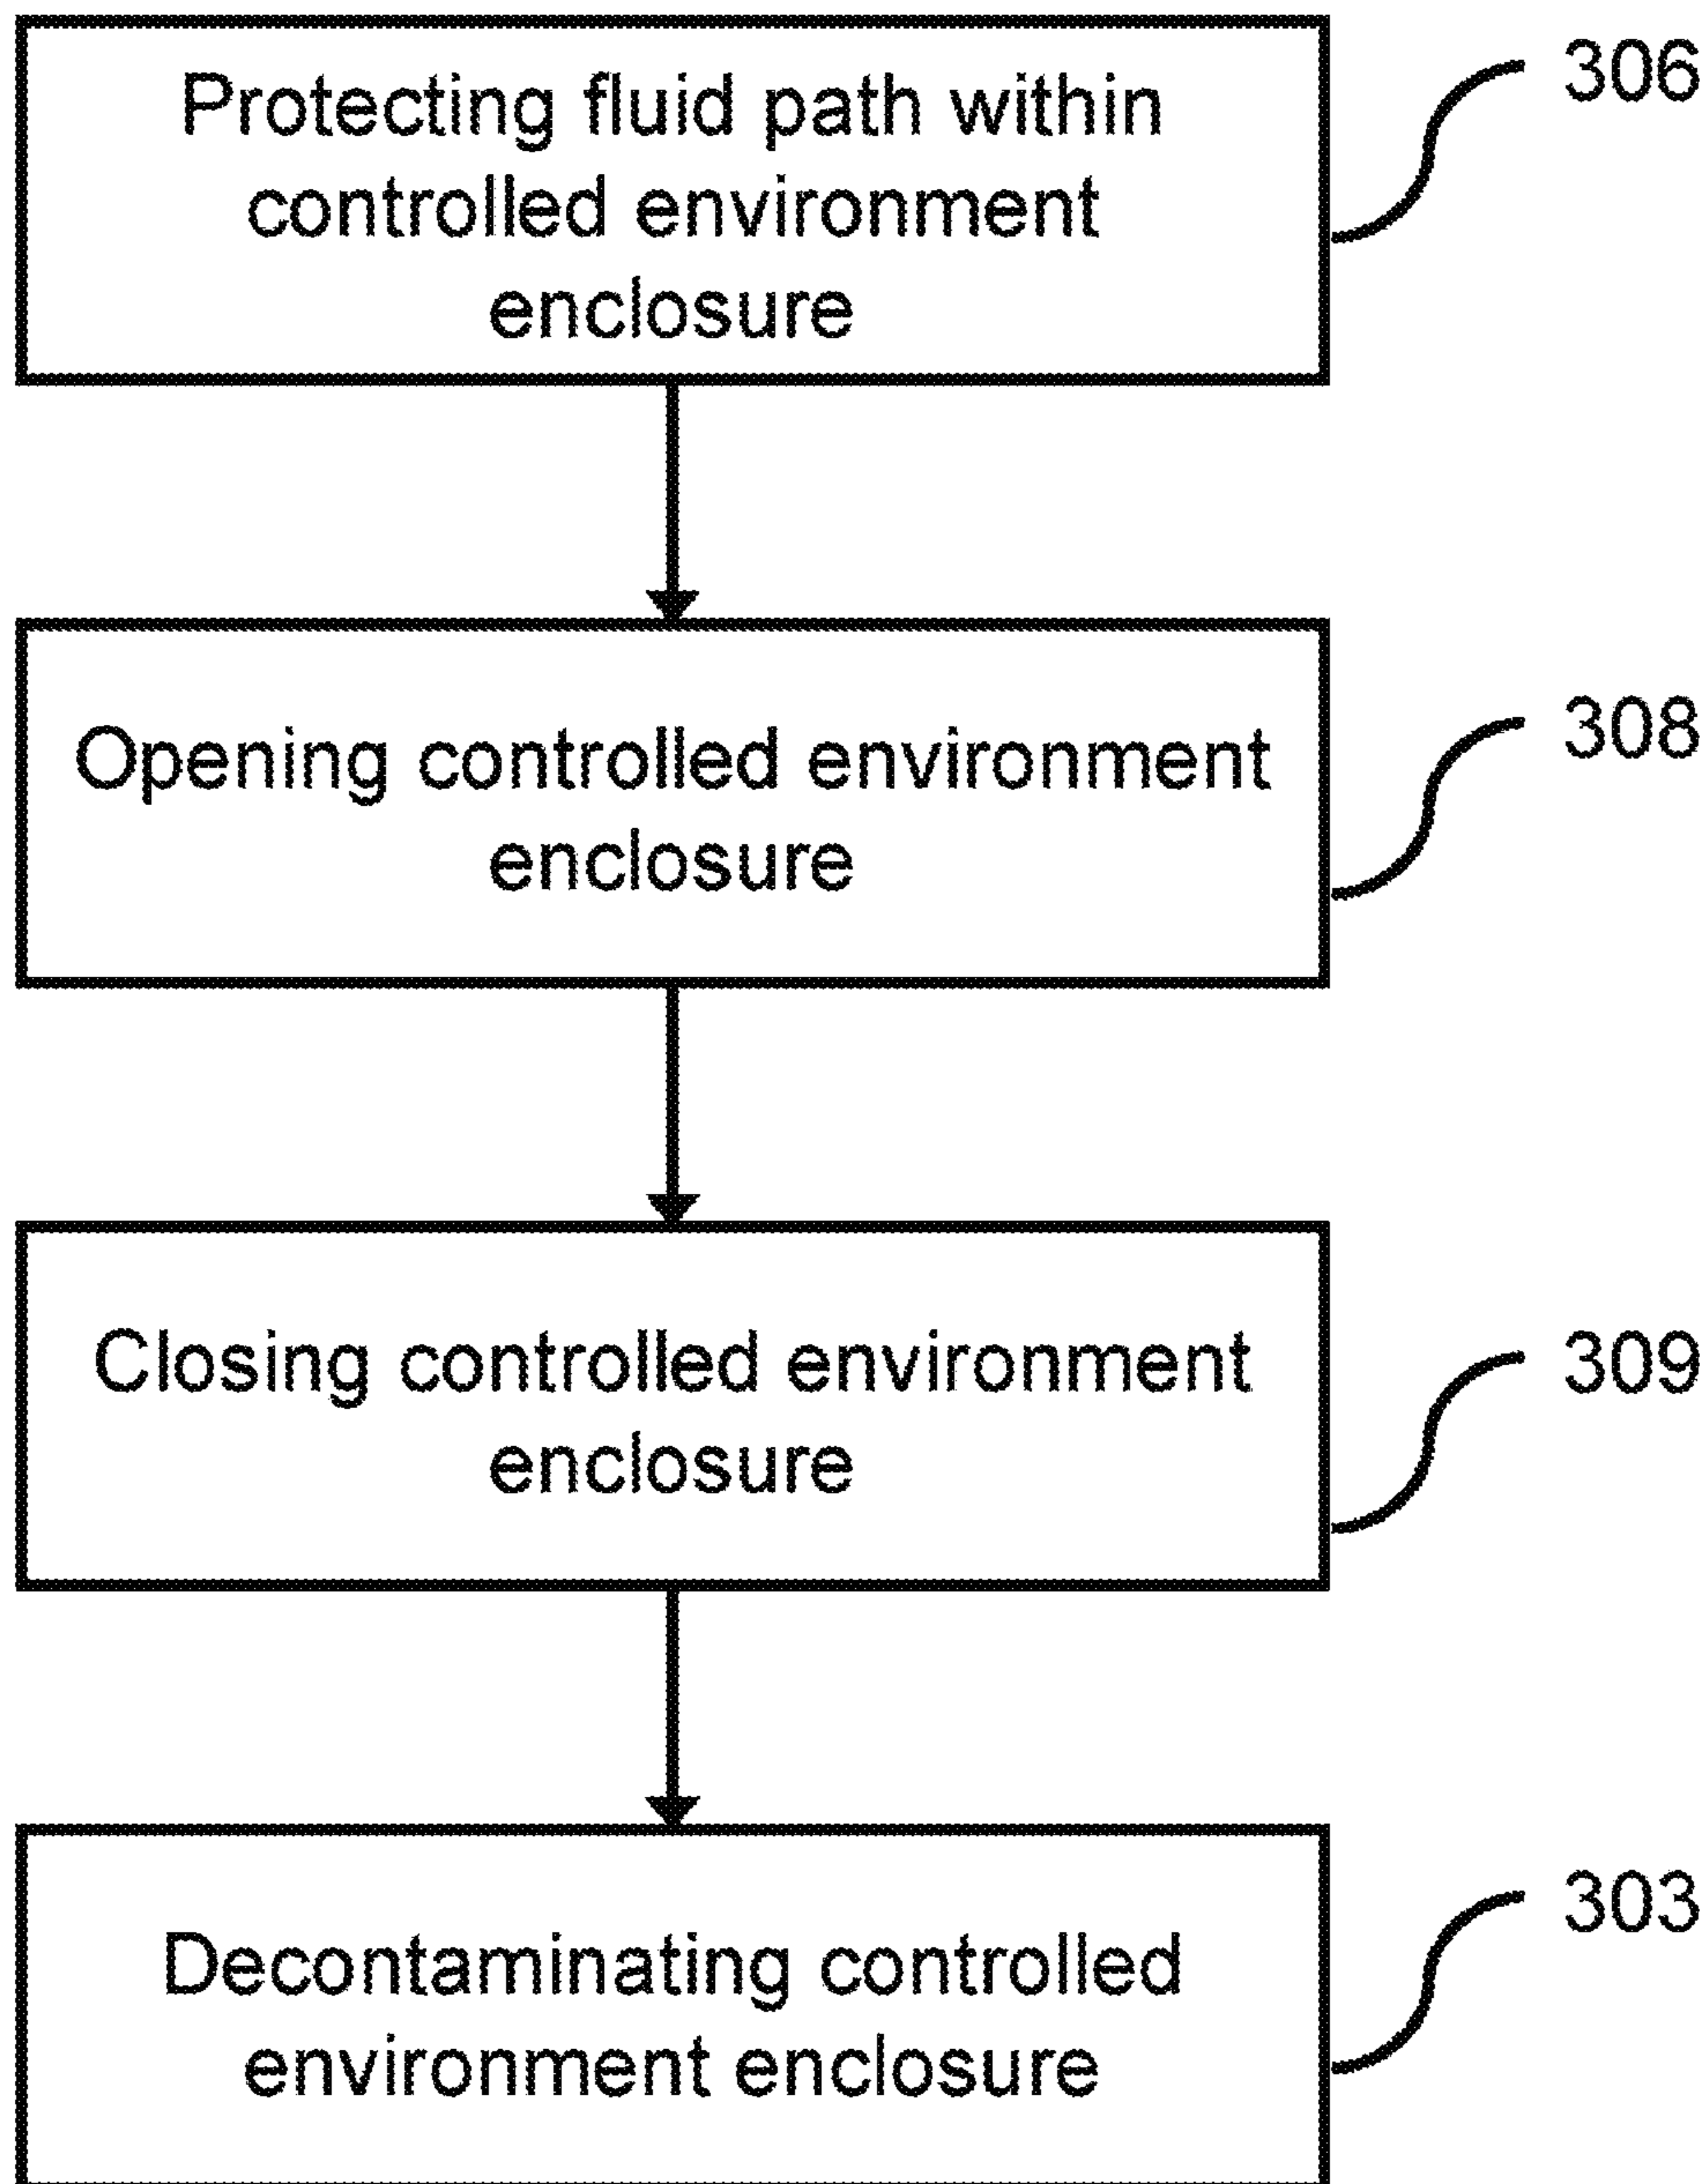 Protecting fluid path within
controlled environment
enclosure
306
Opening controlled environment
enclosure
308
Closing controlled environment
enclosure
309
Decontaminating controlled
environment enclosure
303